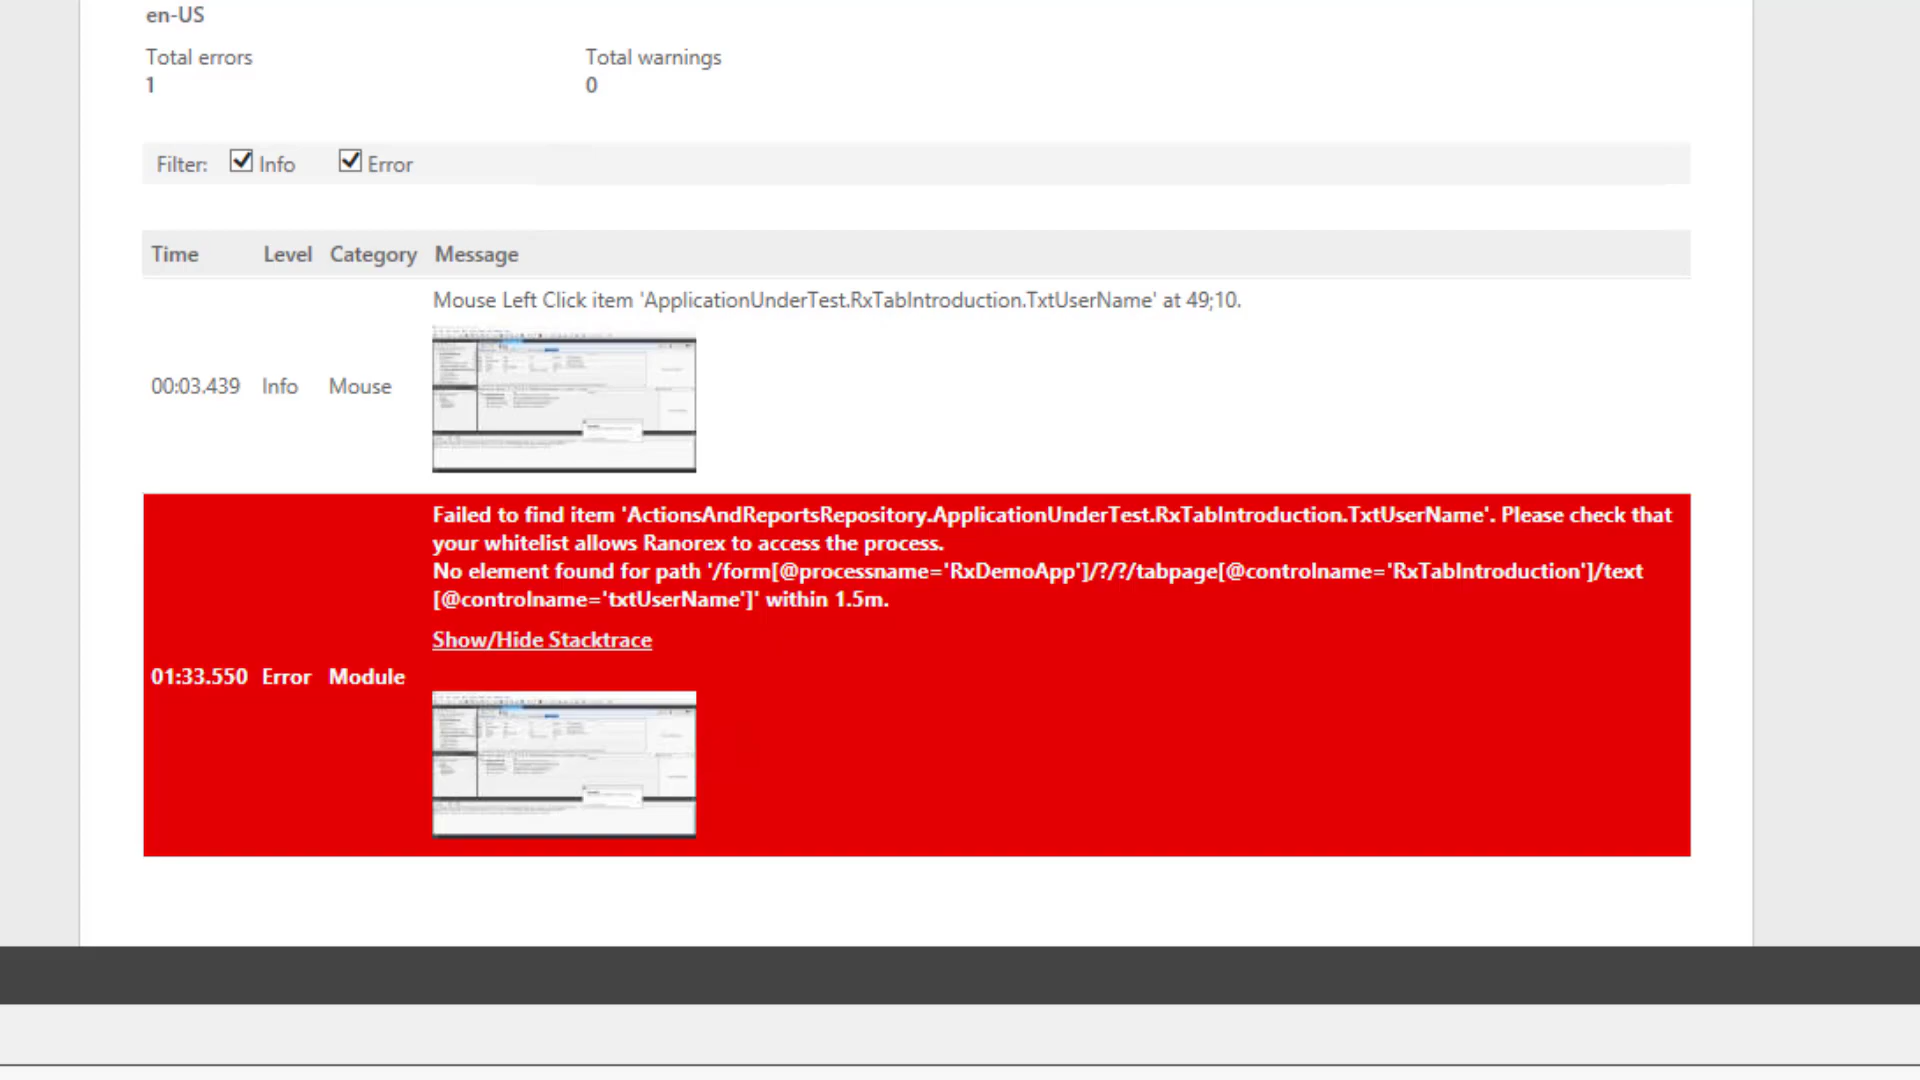 en-US
Total errors
Total warnings
1
0
Filter:
Info
Error
Time
Level
Category
Message
Mouse Left Click item 'ApplicationUnderTest.RxTabIntroduction.TxtUserName' at 49;10.
00:03.439
Info
Mouse
Failed to find item 'ActionsAndReportsRepository.ApplicationUnderTest.RxTabIntroduction.TxtUserName'. Please check that
your whitelist allows Ranorex to access the process.
No element found for path '/form[@processname='RxDemoApp']/?/?/tabpage[@controlname='RxTabIntroduction']/text
[@controlname='txtUserName']' within 1.5m.
Show/Hide Stacktrace
01:33.550
Error
Module